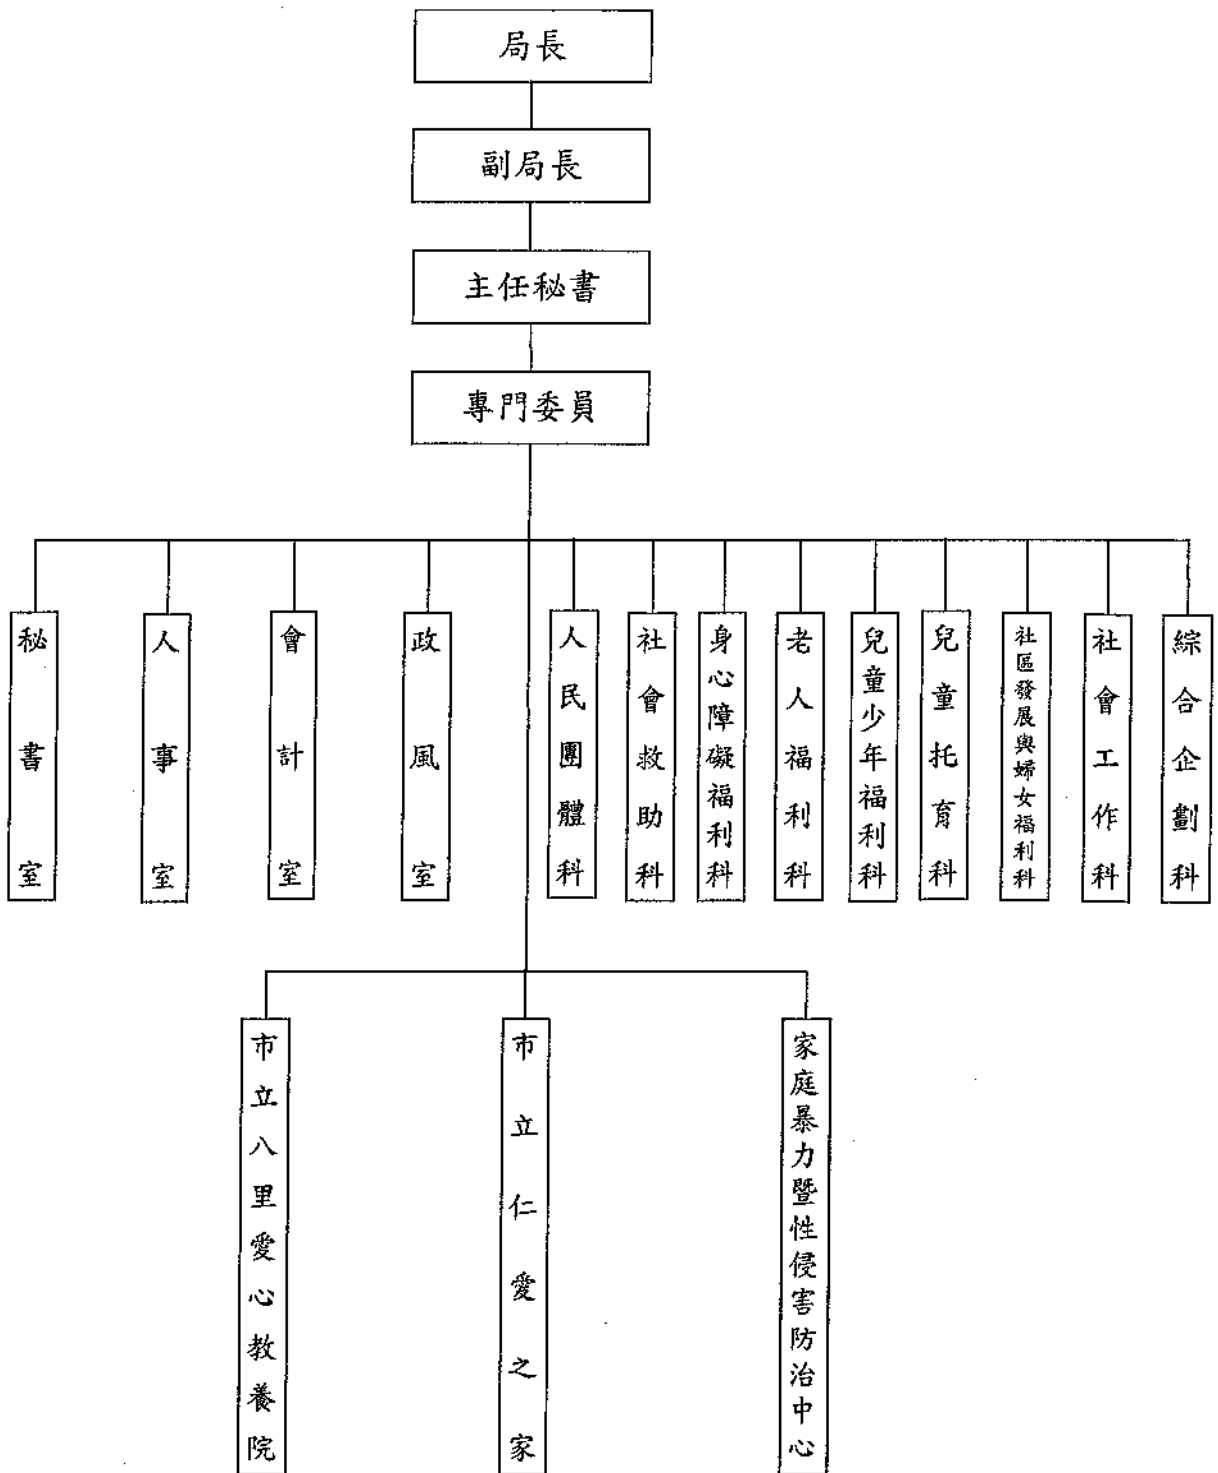 局長
副局長
主任秘書
專門委員
秘書室
人事室
會計室
政風室
人民團體科
社會救助科
身心障礙福利科
老人福利科
兒童少年福利科
兒童托育科
社區發展與婦女福利科
社會工作科
綜合企劃科
市立八里愛心教養院
市立仁愛之家
家庭暴力暨性侵害防治中心